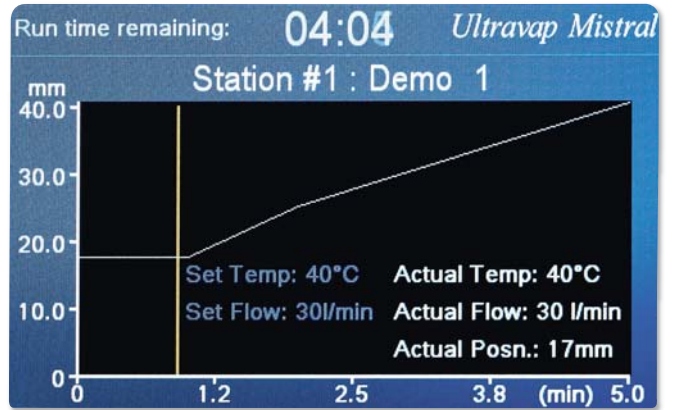 Run time remaining: 04:04 Ultravap Mistral
Station #1 : Demo 1
mm
40.0
30.0
20.0
Set Temp: 40°C Actual Temp: 40°C
10.0
Set Flow: 30l/min Actual Flow: 30 l/min
Actual Posn.: 17mm
0
0 1.2 2.5 3.8 (min) 5.0